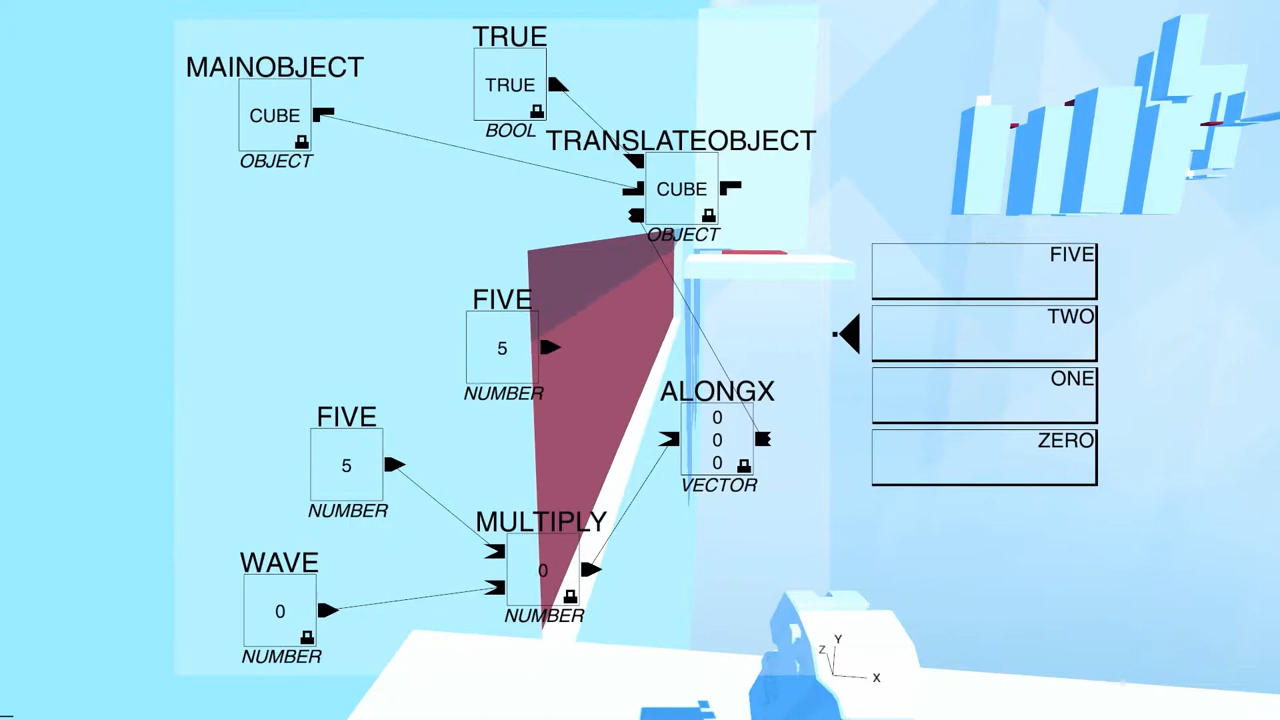 TRUE
MAINOBJECT
TRUE
CUBE
BOOL
TRANSLATEOBJECT
OBJECT
CUBE
OBJECT
FIVE
FIVE
5
TWO
NUMBER
ONE
ALONGX
FIVE
0
0
0
ZERO
5
VECTOR
NUMBER
MULTIPLY
WAVE
0
0
NUMBER
NUMBER
Y
Z
X